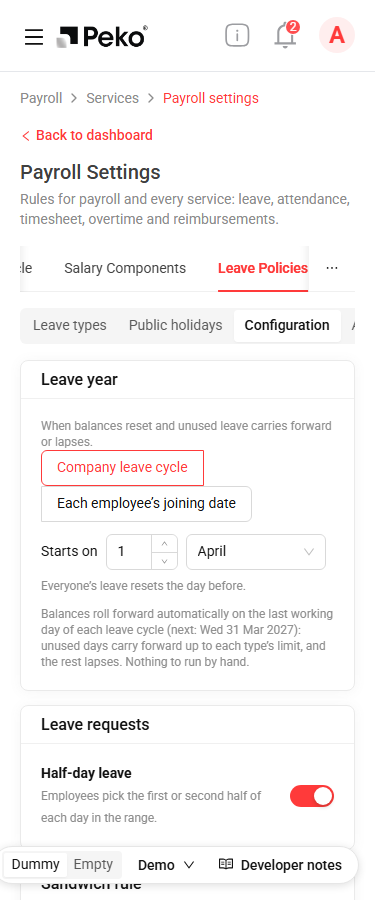 Peko
2
A
Payroll > Services > Payroll settings
< Back to dashboard
Payroll Settings
Rules for payroll and every service: leave, attendance,
timesheet, overtime and reimbursements.
cle Salary Components Leave Policies ...
Leave types Public holidays Configuration
Leave year
When balances reset and unused leave carries forward
or lapses.
Company leave cycle
Each employee’s joining date
Starts on 1 April
Everyone’s leave resets the day before.
Balances roll forward automatically on the last working
day of each leave cycle (next: Wed 31 Mar 2027):
unused days carry forward up to each type’s limit, and
the rest lapses. Nothing to run by hand.
Leave requests
Half-day leave
Employees pick the first or second half of
each day in the range.
Dummy Empty Demo Developer notes
Sandwich rule